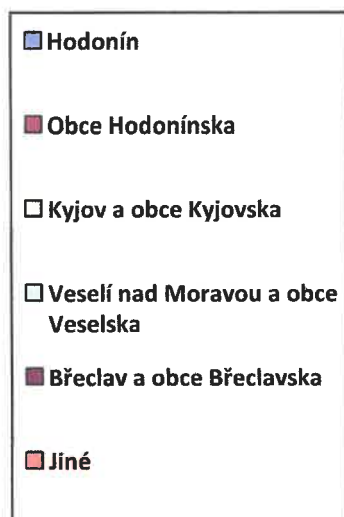 Hodonín
Obce Hodonínska
Kyjov a obce Kyjovska
Veselí nad Moravou a obce
Veselska
Břeclav a obce Břeclavska
Jiné